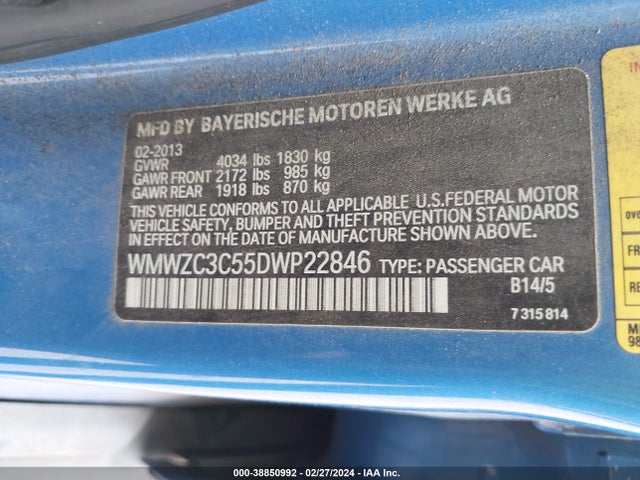 MFD BY BAYERISCHE MOTOREN WERKE AG
02-2013
GVWR 4034 lbs 1830 kg
GAWR FRONT 2172 lbs 985 kg
GAWR REAR 1918 lbs 870 kg
THIS VEHICLE CONFORMS TO ALL APPLICABLE U.S.FEDERAL MOTOR
VEHICLE SAFETY, BUMPER AND THEFT PREVENTION STANDARDS
IN EFFECT ON THE DATE OF MANUFACTURE SHOWN ABOVE.
WMWZC3C55DWP22846 TYPE: PASSENGER CAR
B14/5
7 315 814
000-38850992 - 02/27/2024 - IAA Inc.